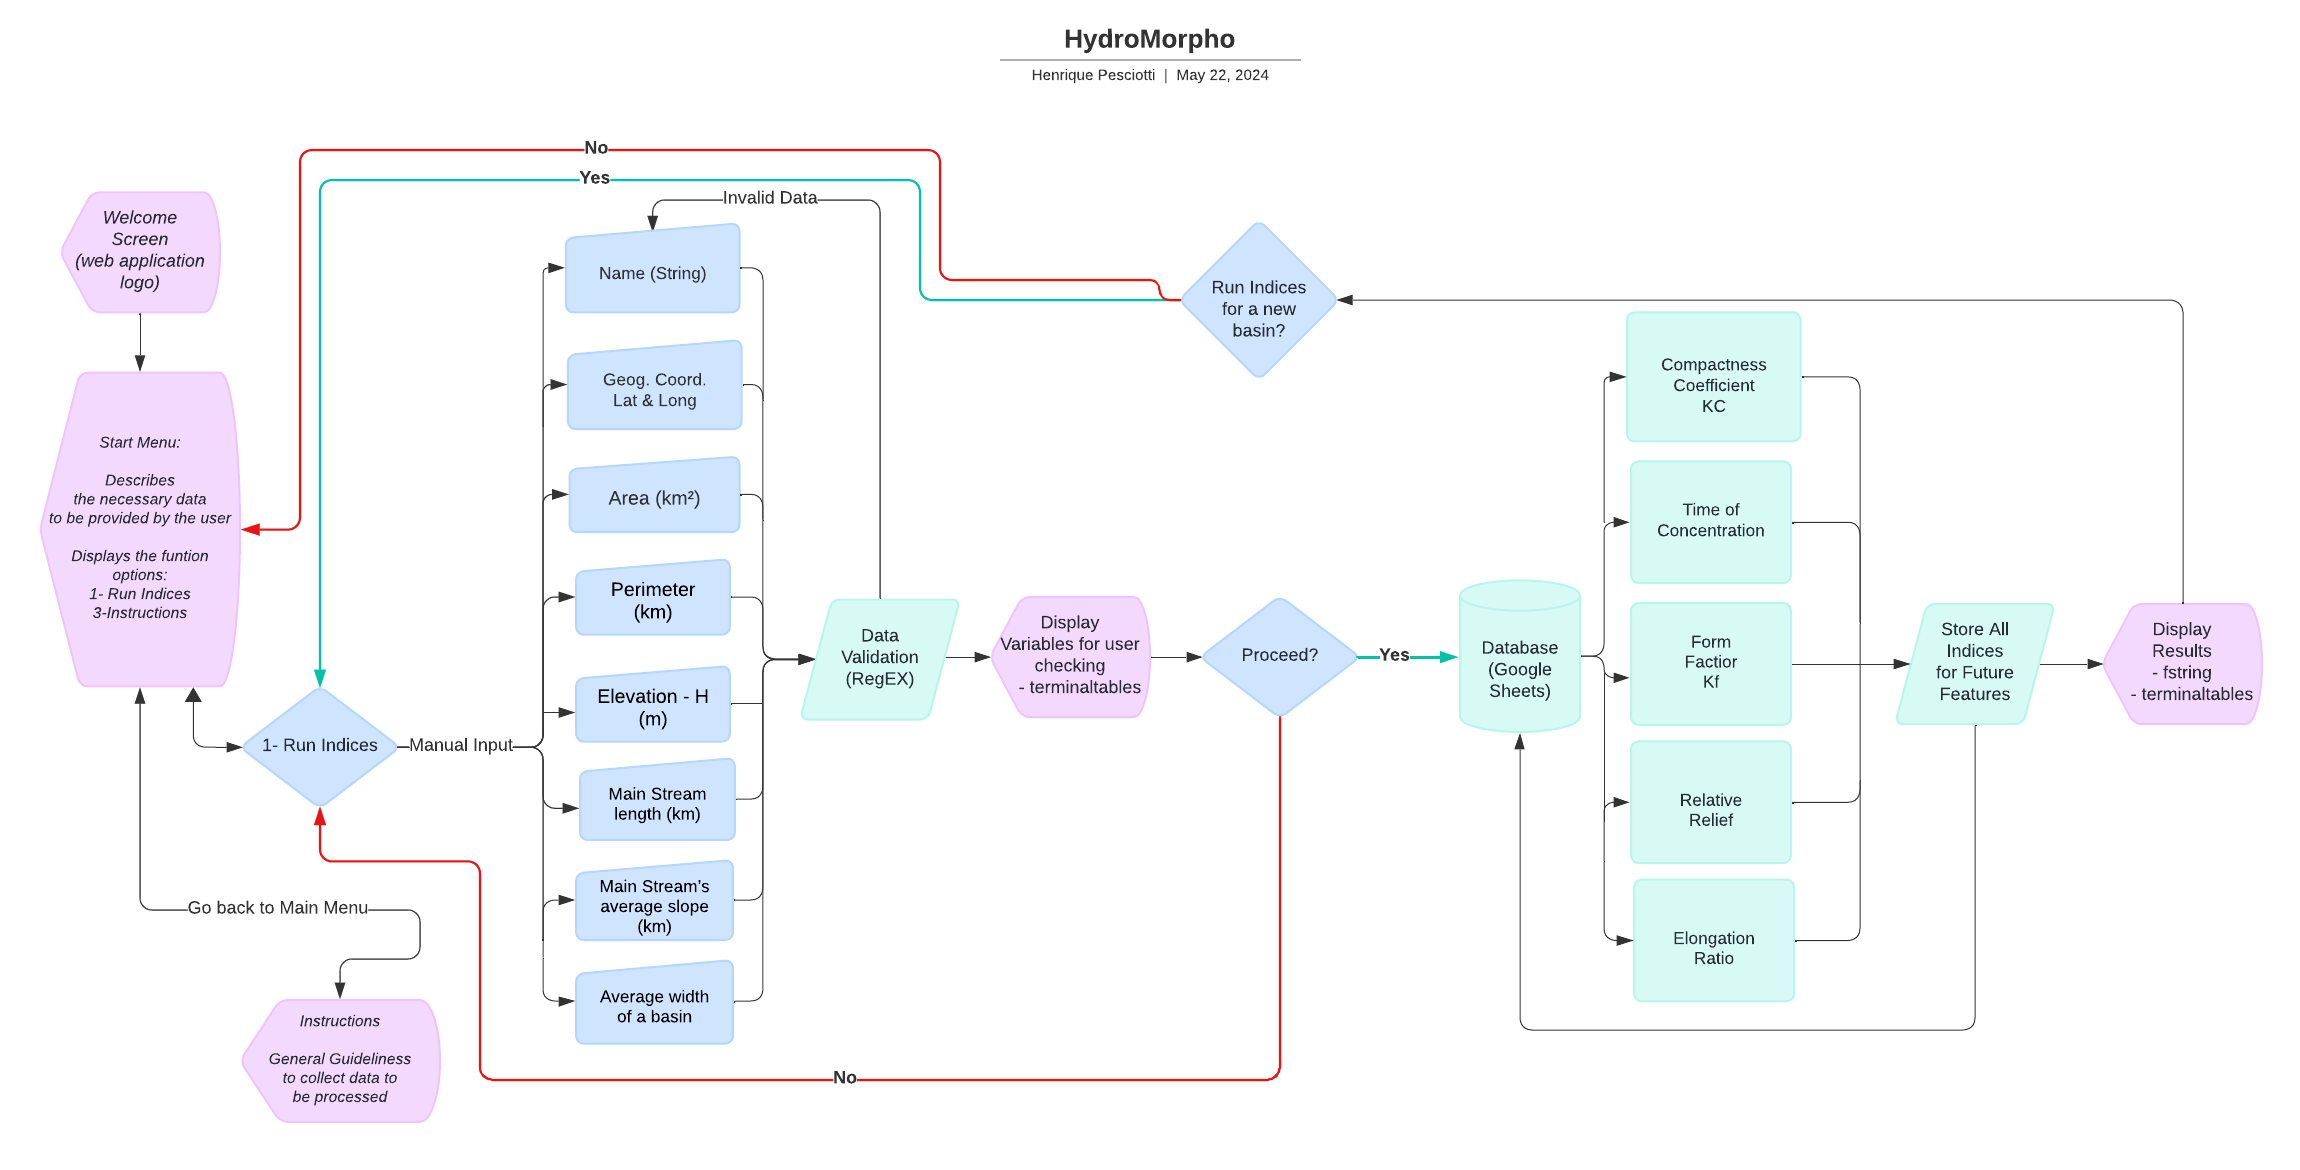 HydroMorpho
Henrique Pesciotti | May 22, 2024
No
Yes
Invalid Data
Welcome
Screen
(web application
logo)
Start Menu:
Describes
the necessary data
to be provided by the user
Displays the funtion
options:
1- Run Indices
3-Instructions
1- Run Indices
Manual Input
Go back to Main Menu
Instructions
General Guideliness
to collect data to
be processed
Name (String)
Geog. Coord.
Lat & Long
Area (km²)
Perimeter
(km)
Elevation - H
(m)
Main Stream
length (km)
Main Stream's
average slope
(km)
Average width
of a basin
Data
Validation
(RegEX)
Display
Variables for user
checking
- terminaltables
Proceed?
Yes
No
Run Indices
for a new
basin?
Database
(Google
Sheets)
Compactness
Coefficient
KC
Time of
Concentration
Form
Factior
Kf
Relative
Relief
Elongation
Ratio
Store All
Indices
for Future
Features
Display
Results
- fstring
- terminaltables